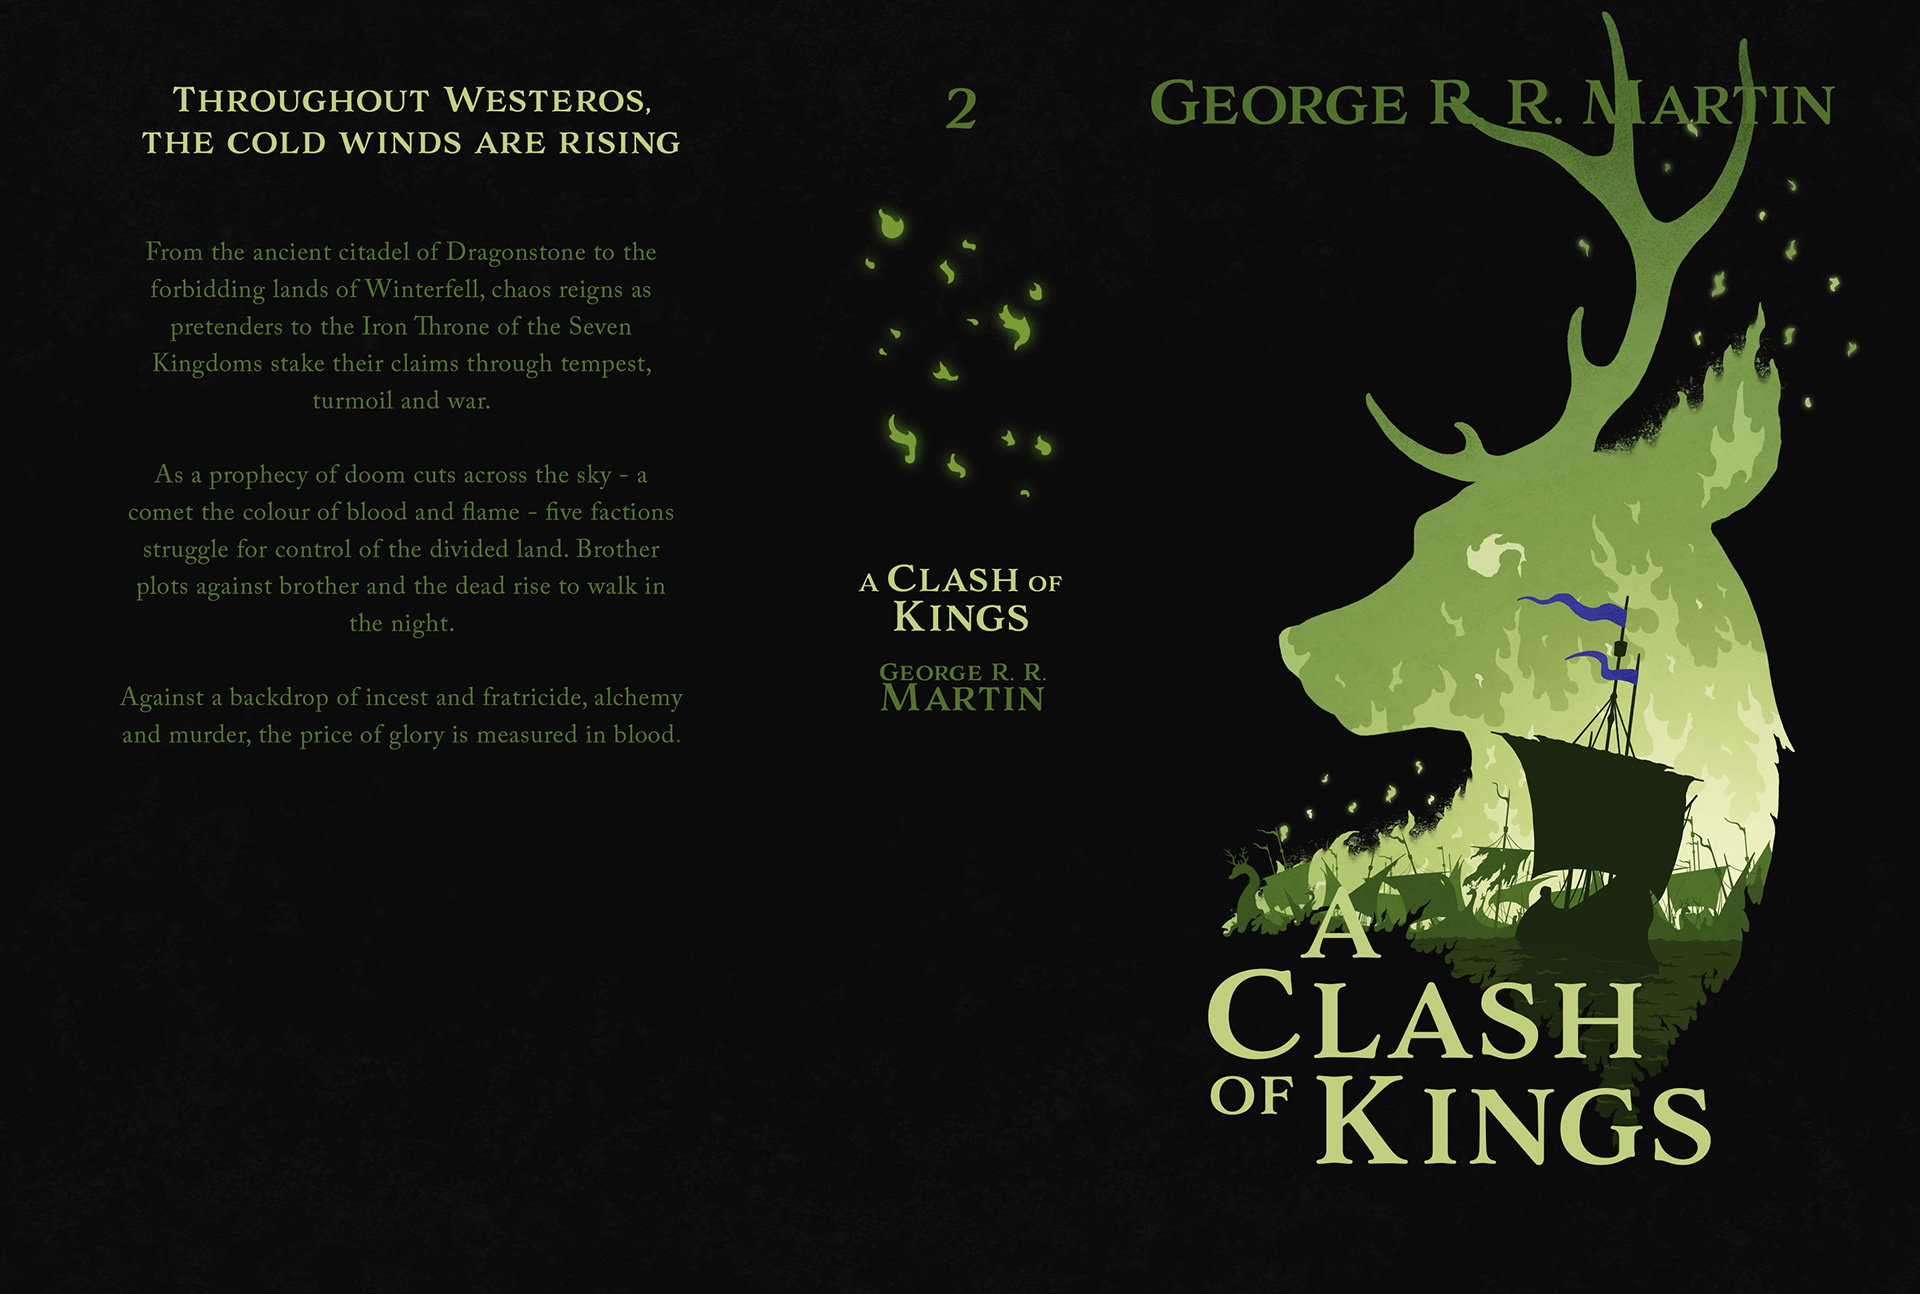 THROUGHOUT WESTEROS,
THE COLD WINDS ARE RISING
From the ancient citadel of Dragonstone to the
forbidding lands of Winterfell, chaos reigns as
pretenders to the Iron Throne of the Seven
Kingdoms stake their claims through tempest,
turmoil and war.
As a prophecy of doom cuts across the sky - a
comet the colour of blood and flame - five factions
struggle for control of the divided land. Brother
plots against brother and the dead rise to walk in
the night.
Against a backdrop of incest and fratricide, alchemy
and murder, the price of glory is measured in blood.
2
A CLASH OF
KINGS
GEORGE R. R.
MARTIN
GEORGE R. R. MARTIN
A
CLASH
OF KINGS